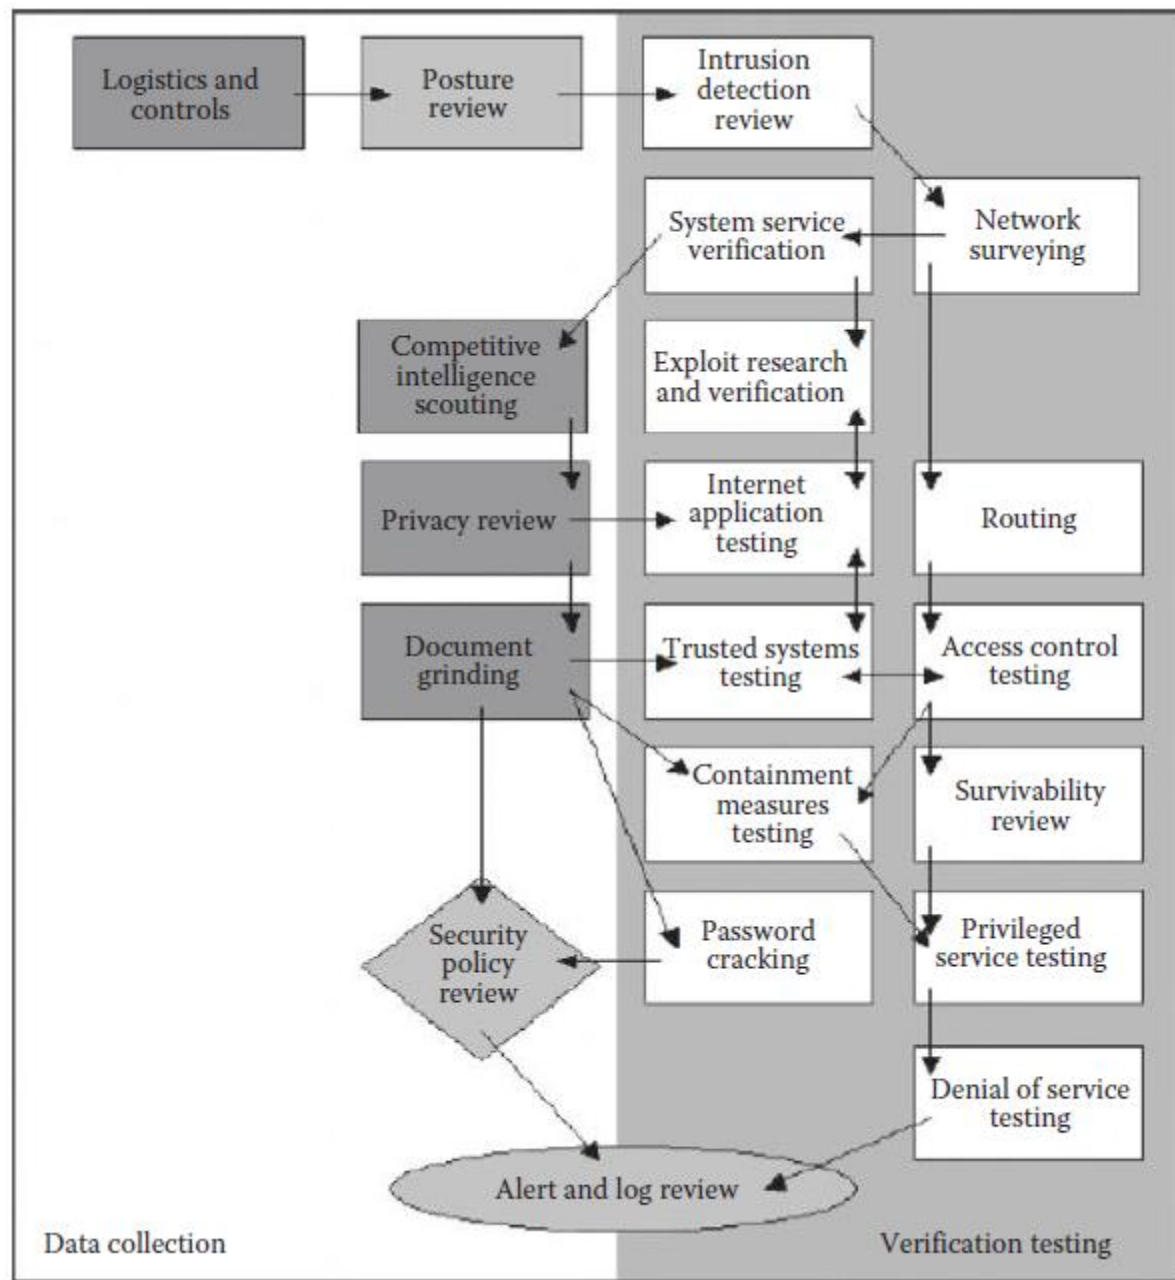 Logistics and
controls
Posture
review
Intrusion
detection
review
System service
verification
Network
surveying
Competitive
intelligence
scouting
Exploit research
and verification
Privacy review
Internet
application
testing
Routing
Document
grinding
Trusted systems
testing
Access control
testing
Containment
measures
testing
Survivability
review
Security
policy
review
Password
cracking
Privileged
service testing
Denial of service
testing
Alert and log review
Data collection
Verification testing